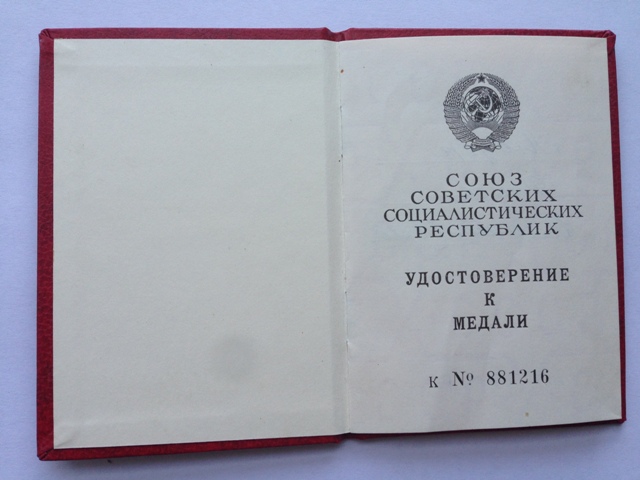 СОЮЗ
СОВЕТСКИХ
СОЦИАЛИСТИЧЕСКИХ
РЕСПУБЛИК
УДОСТОВЕРЕНИЕ
К
МЕДАЛИ
К № 881216